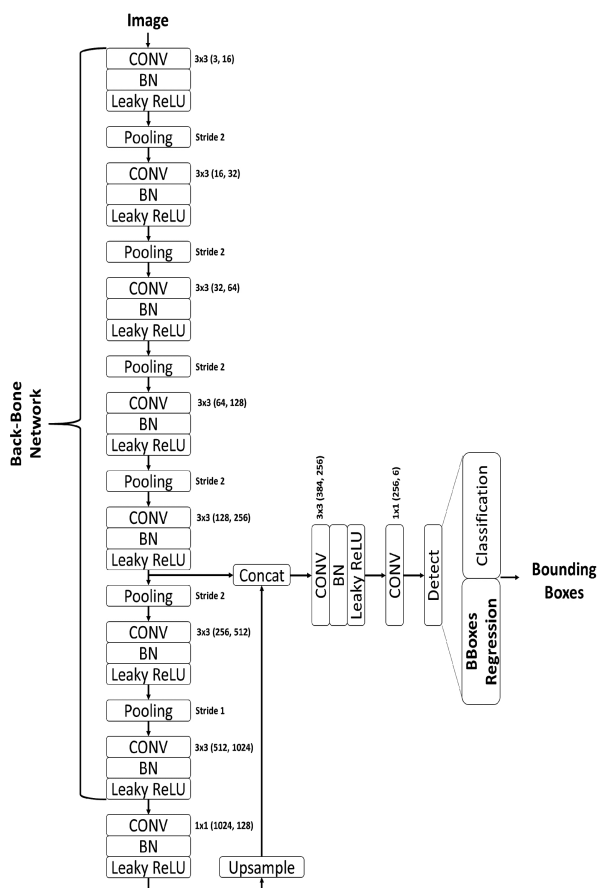 Image
CONV 3x3 (3, 16)
BN
Leaky ReLU
Pooling Stride 2
CONV 3x3 (16, 32)
BN
Leaky ReLU
Pooling Stride 2
CONV 3x3 (32, 64)
BN
Leaky ReLU
Pooling Stride 2
CONV 3x3 (64, 128)
BN
Leaky ReLU
Pooling Stride 2
CONV 3x3 (128, 256)
BN
Leaky ReLU
Pooling Stride 2
CONV 3x3 (256, 512)
BN
Leaky ReLU
Pooling Stride 1
CONV 3x3 (512, 1024)
BN
Leaky ReLU
CONV 1x1 (1024, 128)
BN
Leaky ReLU
Back-Bone
Network
Upsample
Concat
CONV 3x3 (384, 256)
BN
Leaky ReLU
CONV 1x1 (256, 6)
Detect
Classification
BBoxes
Regression
Bounding
Boxes